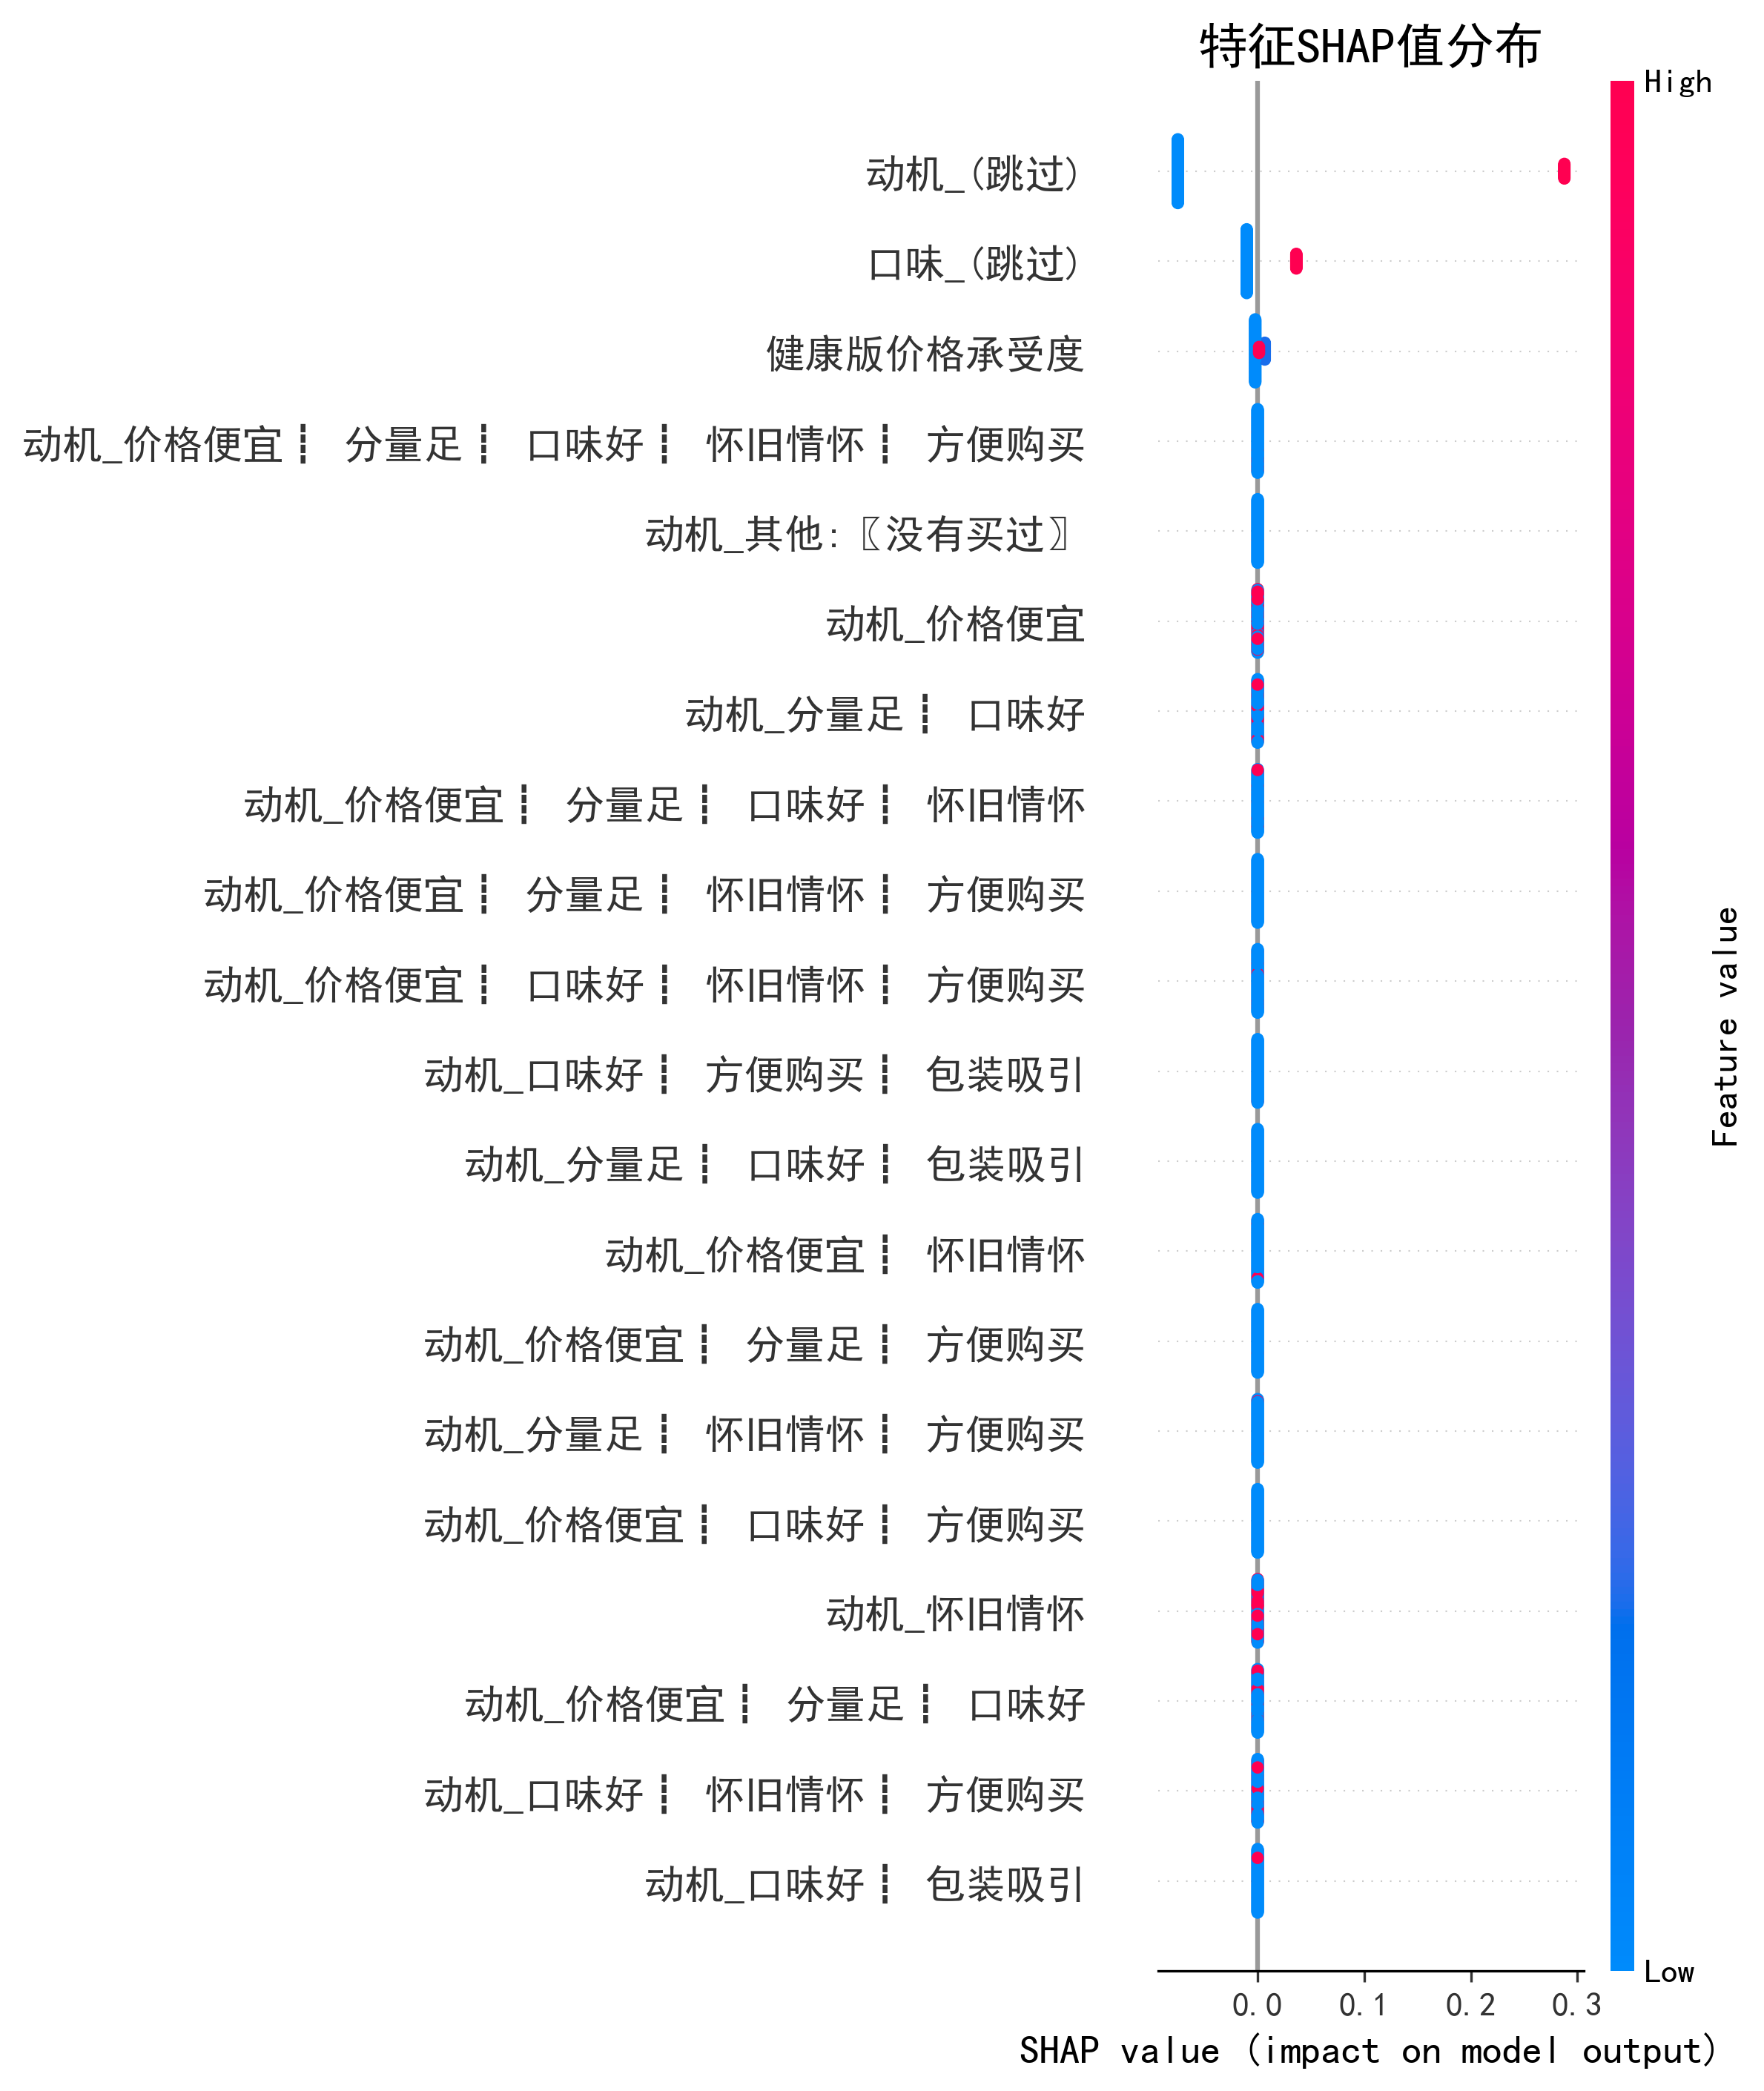 特征SHAP值分布
High
动机_(跳过)
口味_(跳过)
健康版价格承受度
动机_价格便宜┋ 分量足┋ 口味好┋ 怀旧情怀┋ 方便购买
动机_其他:〖没有买过〗
动机_价格便宜
动机_分量足┋ 口味好
动机_价格便宜┋ 分量足┋ 口味好┋ 怀旧情怀
动机_价格便宜┋ 分量足┋ 怀旧情怀┋ 方便购买
动机_价格便宜┋ 口味好┋ 怀旧情怀┋ 方便购买
动机_口味好┋ 方便购买┋ 包装吸引
动机_分量足┋ 口味好┋ 包装吸引
动机_价格便宜┋ 怀旧情怀
动机_价格便宜┋ 分量足┋ 方便购买
动机_分量足┋ 怀旧情怀┋ 方便购买
动机_价格便宜┋ 口味好┋ 方便购买
动机_怀旧情怀
动机_价格便宜┋ 分量足┋ 口味好
动机_口味好┋ 怀旧情怀┋ 方便购买
动机_口味好┋ 包装吸引
Feature value
Low
0.0 0.1 0.2 0.3
SHAP value (impact on model output)